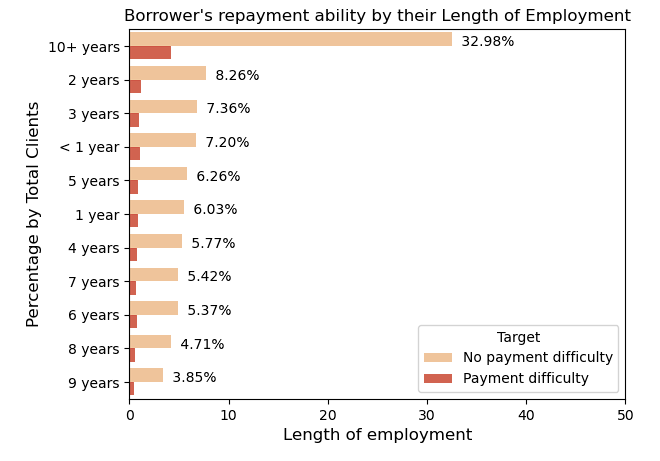 Borrower's repayment ability by their Length of Employment
Percentage by Total Clients
10+ years
32.98%
2 years
8.26%
3 years
7.36%
< 1 year
7.20%
5 years
6.26%
1 year
6.03%
4 years
5.77%
7 years
5.42%
6 years
5.37%
8 years
4.71%
9 years
3.85%
Target
No payment difficulty
Payment difficulty
0 10 20 30 40 50
Length of employment